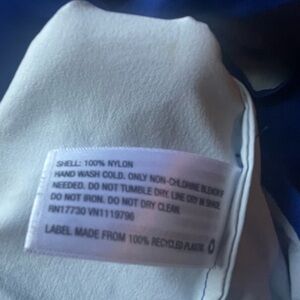 SHELL: 100% NYLON
HAND WASH COLD. ONLY NON-CHLORINE BLEACH IF
NEEDED. DO NOT TUMBLE DRY. LINE DRY IN SHADE.
DO NOT IRON. DO NOT DRY CLEAN.
RN17730 VN1119796
LABEL MADE FROM 100% RECYCLED PLASTIC